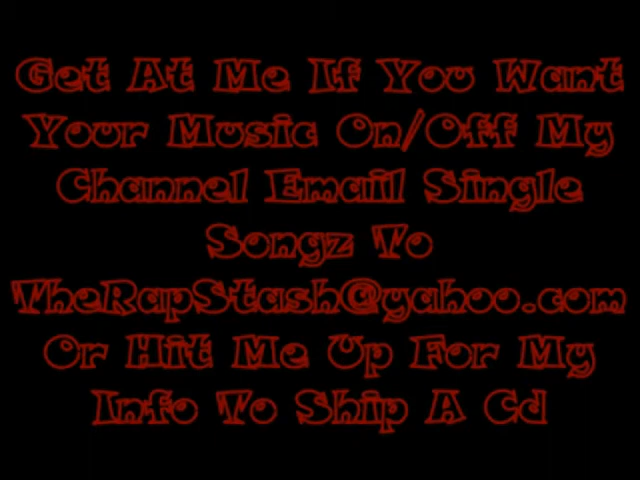 Get At Me If You Want
Your Music On/Off My
Channel Email Single
Songz To
TheRapStash@yahoo.com
Or Hit Me Up For My
Info To Ship A Cd